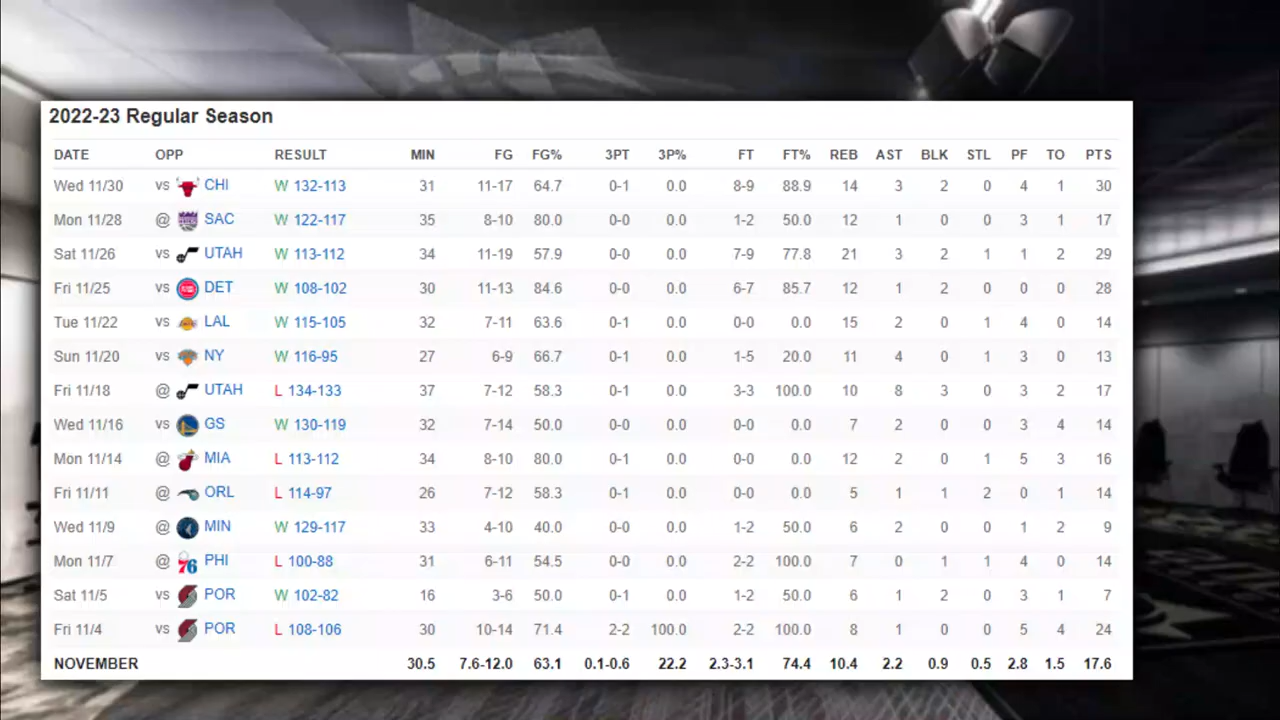 2022-23 Regular Season
DATE OPP RESULT MIN FG FG% 3PT 3P% FT FT% REB AST BLK STL PF TO PTS
Wed 11/30 vs CHI W 132-113 31 11-17 64.7 0-1 0.0 8-9 88.9 14 3 2 0 4 1 30
Mon 11/28 @ SAC W 122-117 35 8-10 80.0 0-0 0.0 1-2 50.0 12 1 0 0 3 1 17
Sat 11/26 vs UTAH W 113-112 34 11-19 57.9 0-0 0.0 7-9 77.8 21 3 2 1 1 2 29
Fri 11/25 vs DET W 108-102 30 11-13 84.6 0-0 0.0 6-7 85.7 12 1 2 0 0 0 28
Tue 11/22 vs LAL W 115-105 32 7-11 63.6 0-1 0.0 0-0 0.0 15 2 0 1 4 0 14
Sun 11/20 vs NY W 116-95 27 6-9 66.7 0-1 0.0 1-5 20.0 11 4 0 1 3 0 13
Fri 11/18 @ UTAH L 134-133 37 7-12 58.3 0-1 0.0 3-3 100.0 10 8 3 0 3 2 17
Wed 11/16 vs GS W 130-119 32 7-14 50.0 0-0 0.0 0-0 0.0 7 2 0 0 3 4 14
Mon 11/14 @ MIA L 113-112 34 8-10 80.0 0-1 0.0 0-0 0.0 12 2 0 1 5 3 16
Fri 11/11 @ ORL L 114-97 26 7-12 58.3 0-1 0.0 0-0 0.0 5 1 1 2 0 1 14
Wed 11/9 @ MIN W 129-117 33 4-10 40.0 0-0 0.0 1-2 50.0 6 2 0 0 1 2 9
Mon 11/7 @ 76 PHI L 100-88 31 6-11 54.5 0-0 0.0 2-2 100.0 7 0 1 1 4 0 14
Sat 11/5 vs POR W 102-82 16 3-6 50.0 0-1 0.0 1-2 50.0 6 1 2 0 3 1 7
Fri 11/4 vs POR L 108-106 30 10-14 71.4 2-2 100.0 2-2 100.0 8 1 0 0 5 4 24
NOVEMBER 30.5 7.6-12.0 63.1 0.1-0.6 22.2 2.3-3.1 74.4 10.4 2.2 0.9 0.5 2.8 1.5 17.6